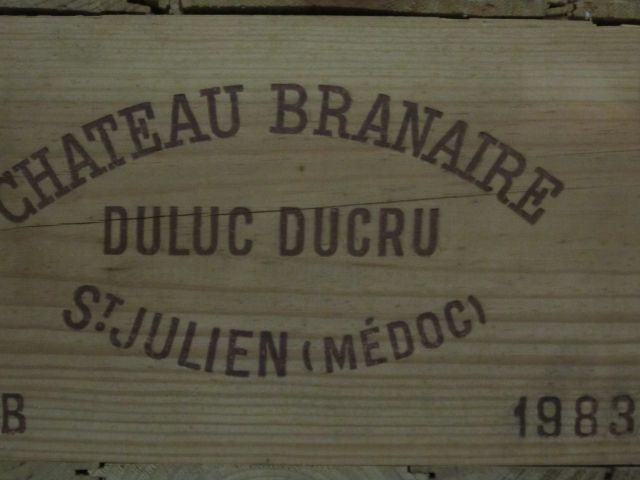 CHATEAU BRANAIRE
DULUC DUCRU
ST. JULIEN (MÉDOC)
B 1983